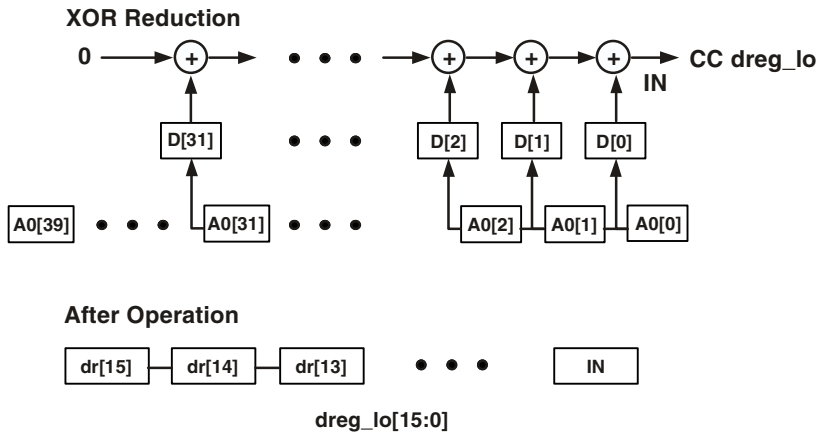 XOR Reduction
0 + + + + CC dreg_lo
IN
D[31] D[2] D[1] D[0]
A0[39] A0[31] A0[2] A0[1] A0[0]
After Operation
dr[15] dr[14] dr[13] IN
dreg_lo[15:0]